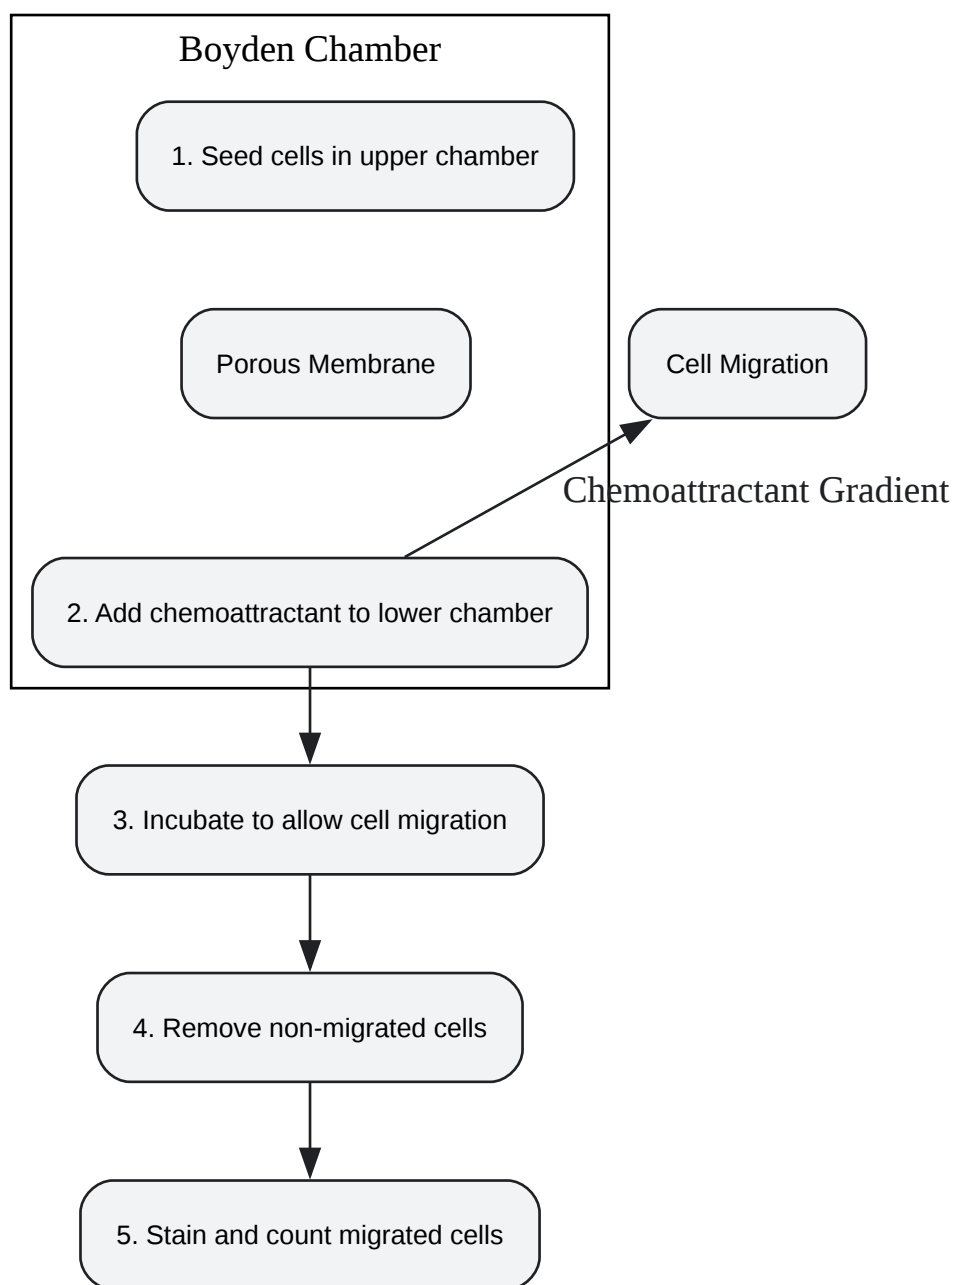 Boyden Chamber
1. Seed cells in upper chamber
Porous Membrane
Cell Migration
Chemoattractant Gradient
2. Add chemoattractant to lower chamber
3. Incubate to allow cell migration
4. Remove non-migrated cells
5. Stain and count migrated cells